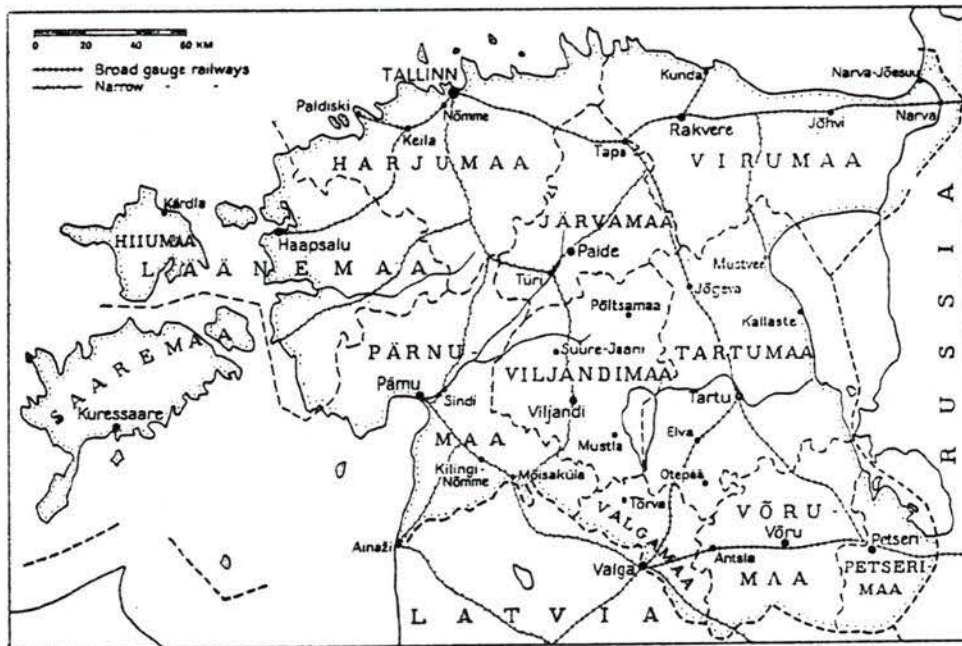 0 20 40 60 KM
Broad gauge railways
Narrow
TALLINN
Nõmme
Paldiski
Keila
Kunda
Narva-Jõesuu
Narva
Rakvere
Jõhvi
Taps
HARJUMAA
VIRUMAA
Kärdla
HIIUMAA
Haapsalu
LÄÄNEMAA
JÄRVAMAA
Paide
Türi
Mustvee
Jõgeva
Põltsamaa
Kallaste
RUSSIA
SAAREMAA
Kuressaare
PÄRNU-
MAA
Suure-Jaani
VILJANDIMAA
TARTUMAA
Pärnu
Sindi
Viljandi
Tartu
Mustla
Elva
Kilingi-
Nõmme
Mõisaküla
Otepää
Tõrva
VALGAMAA
VÕRU-
MAA
Võru
Petseri
Ainaži
Valga
Antsla
PETSERI-
MAA
LATVIA